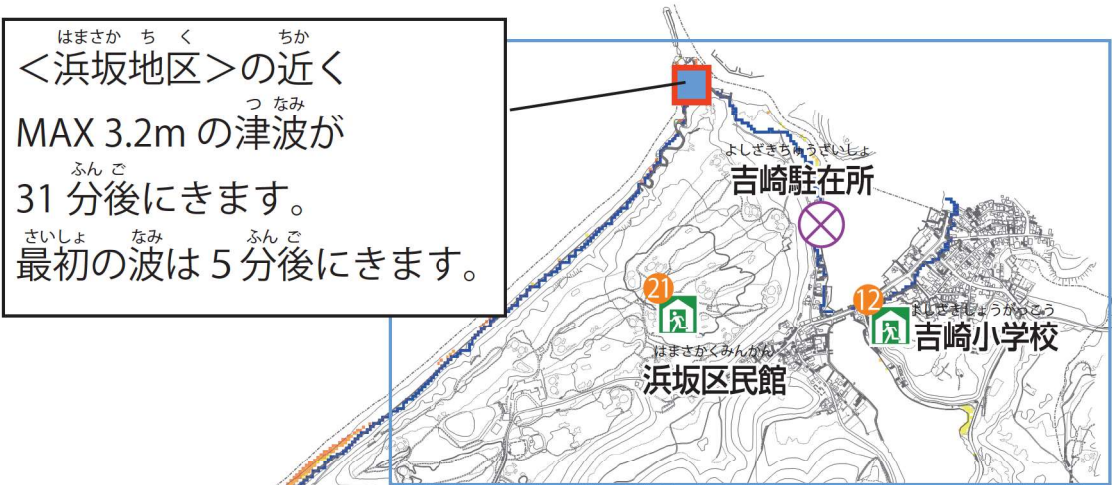 はまさか ち く ちか
<浜坂地区>の近く
つ なみ
MAX 3.2m の津波が
ふん ご
31 分後にきます。
さいしょ なみ ふん ご
最初の波は 5 分後にきます。
よしざきちゅうざいしょ
吉崎駐在所
21
はまさかくみんかん
浜坂区民館
12
よしざきしょうがっこう
吉崎小学校